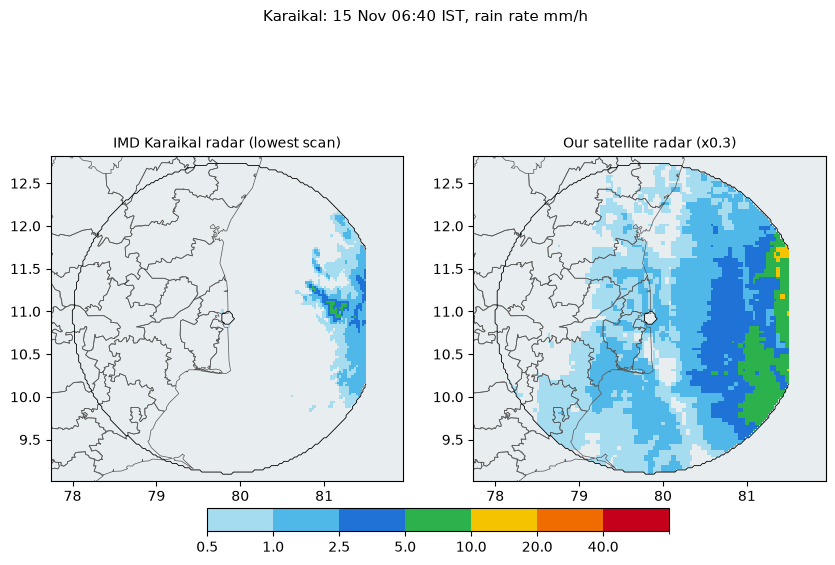 Karaikal: 15 Nov 06:40 IST, rain rate mm/h
IMD Karaikal radar (lowest scan)
Our satellite radar (x0.3)
12.5
12.0
11.5
11.0
10.5
10.0
9.5
78 79 80 81
12.5
12.0
11.5
11.0
10.5
10.0
9.5
78 79 80 81
0.5 1.0 2.5 5.0 10.0 20.0 40.0